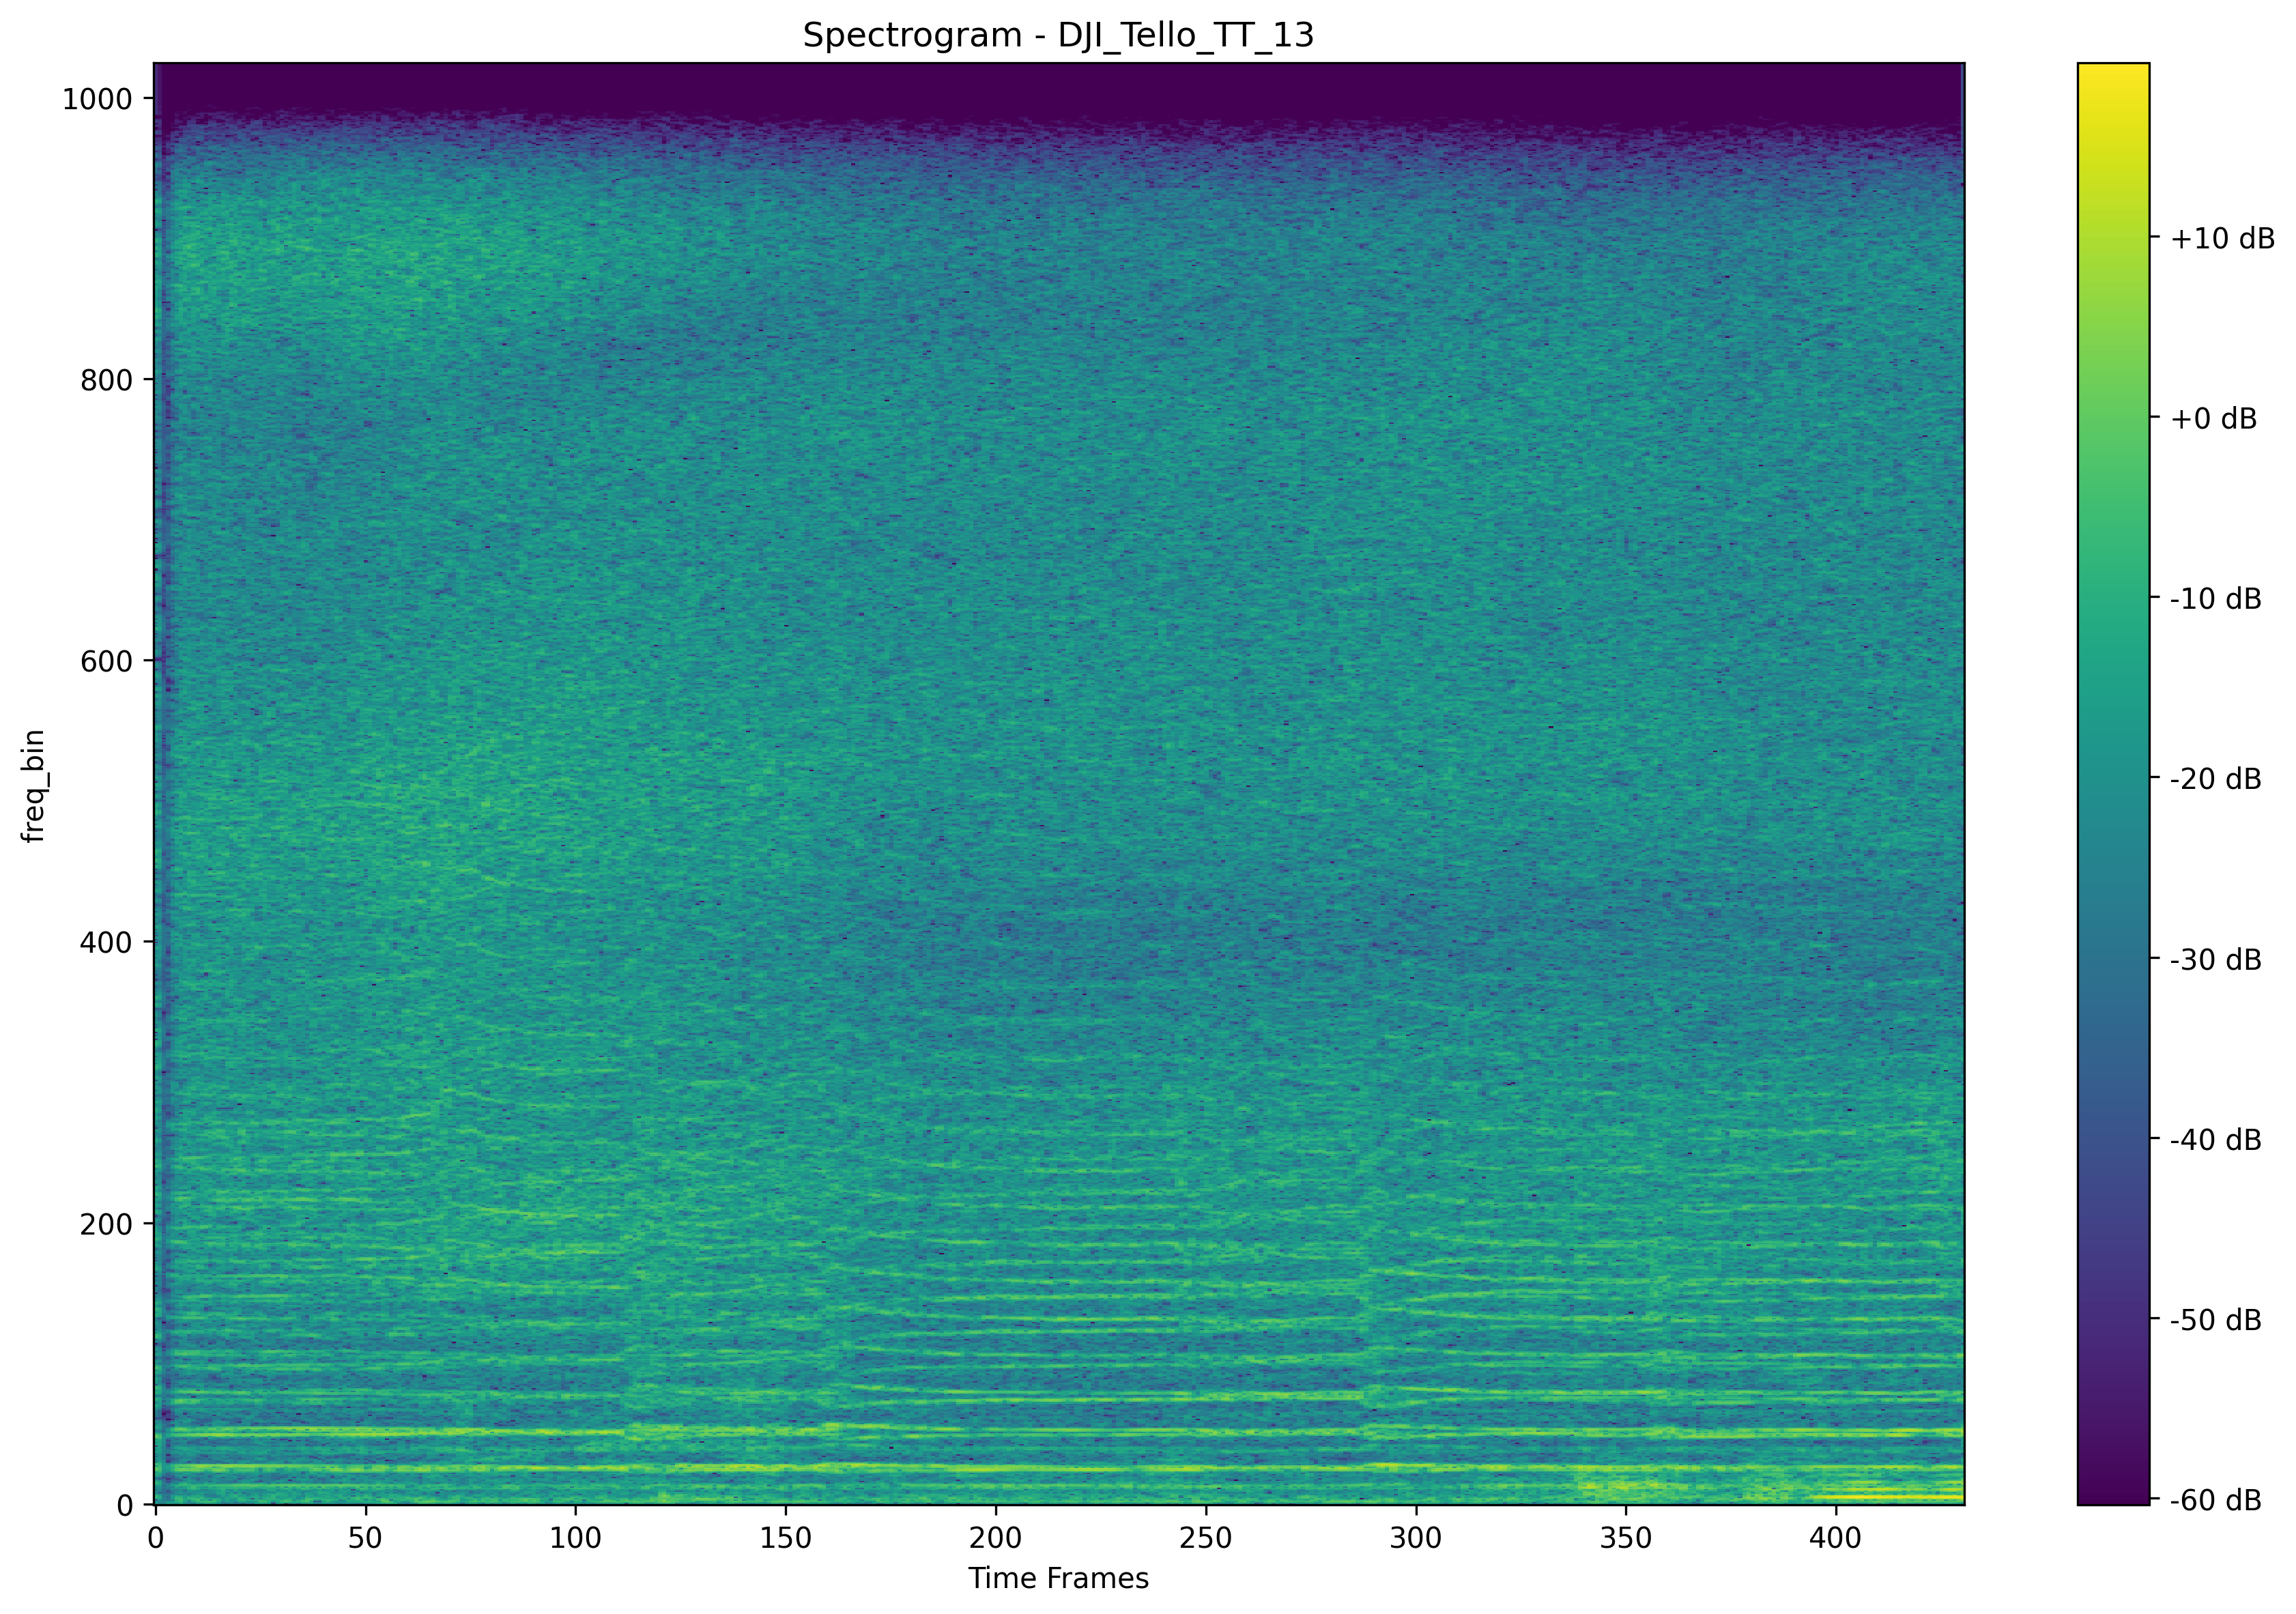 Spectrogram - DJI_Tello_TT_13
1000
800
600
400
200
0
freq_bin
0 50 100 150 200 250 300 350 400
Time Frames
+10 dB
+0 dB
-10 dB
-20 dB
-30 dB
-40 dB
-50 dB
-60 dB